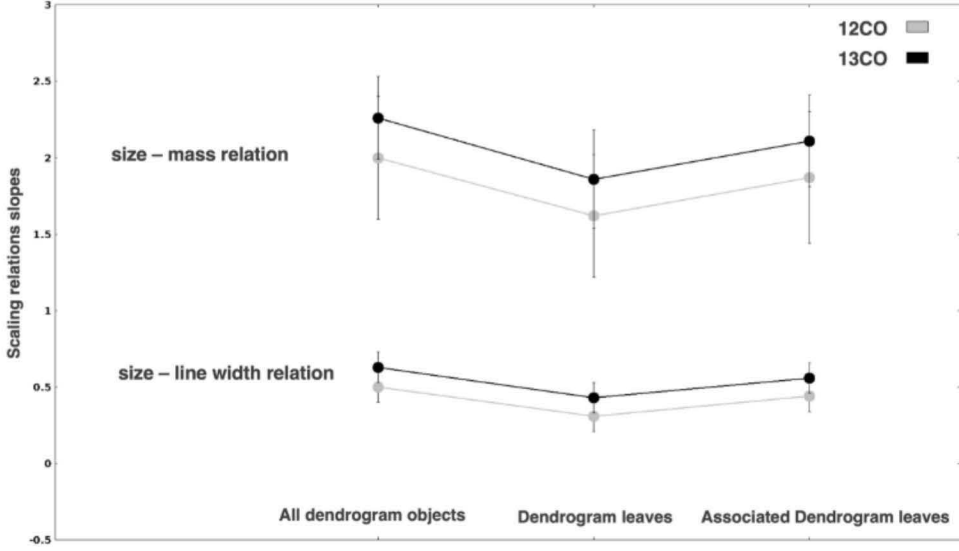 3
12CO
13CO
2.5
size – mass relation
2
Scaling relations slopes
1.5
1
size – line width relation
0.5
0
All dendrogram objects
Dendrogram leaves
Associated Dendrogram leaves
-0.5